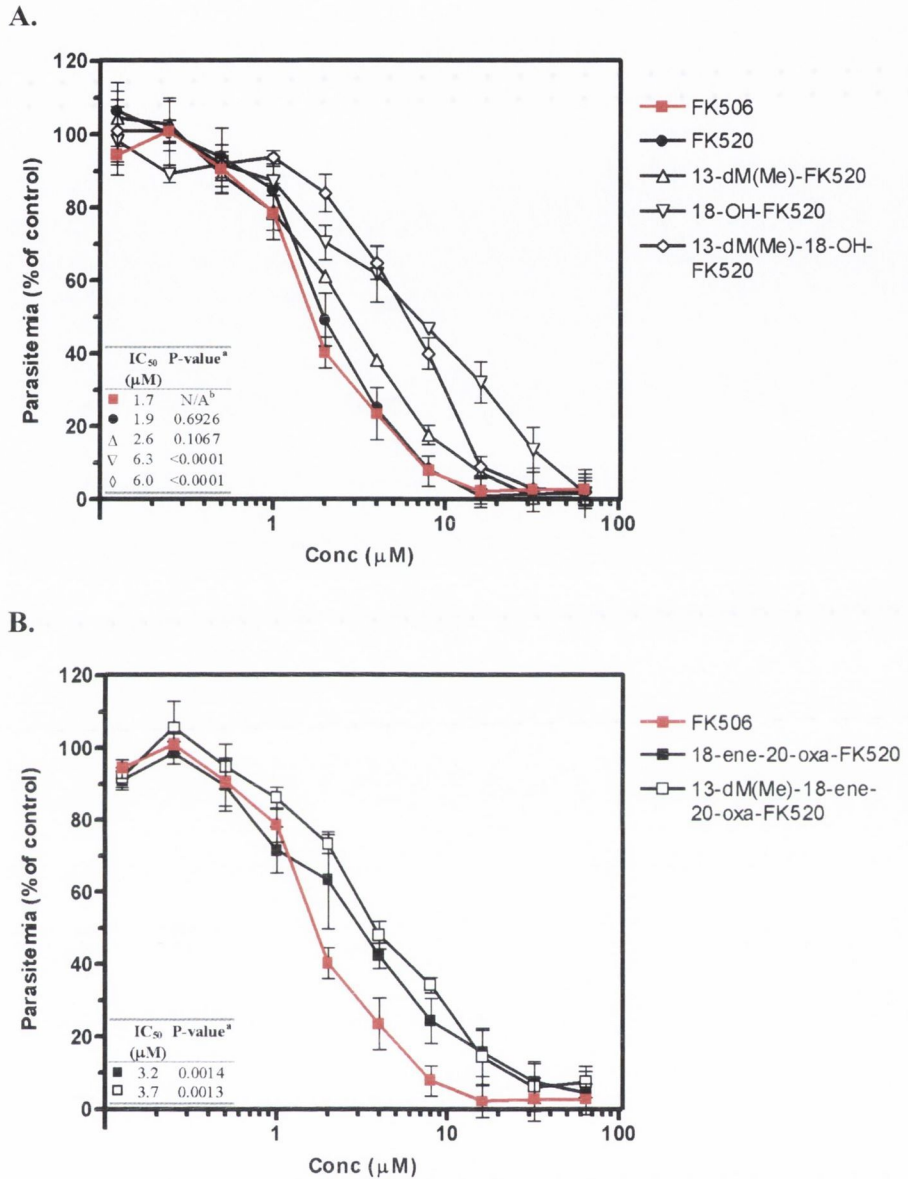 A.
120
100
80
60
40
20
0
Parasitemia (% of control)
IC50 P-valueª
(µM)
1.7 N/Aᵇ
1.9 0.6926
2.6 0.1067
6.3 <0.0001
6.0 <0.0001
1 10 100
Conc (µM)
FK506
FK520
13-dM(Me)-FK520
18-OH-FK520
13-dM(Me)-18-OH-
FK520
B.
120
100
80
60
40
20
0
Parasitemia (% of control)
IC50 P-valueª
(µM)
3.2 0.0014
3.7 0.0013
1 10 100
Conc (µM)
FK506
18-ene-20-oxa-FK520
13-dM(Me)-18-ene-
20-oxa-FK520